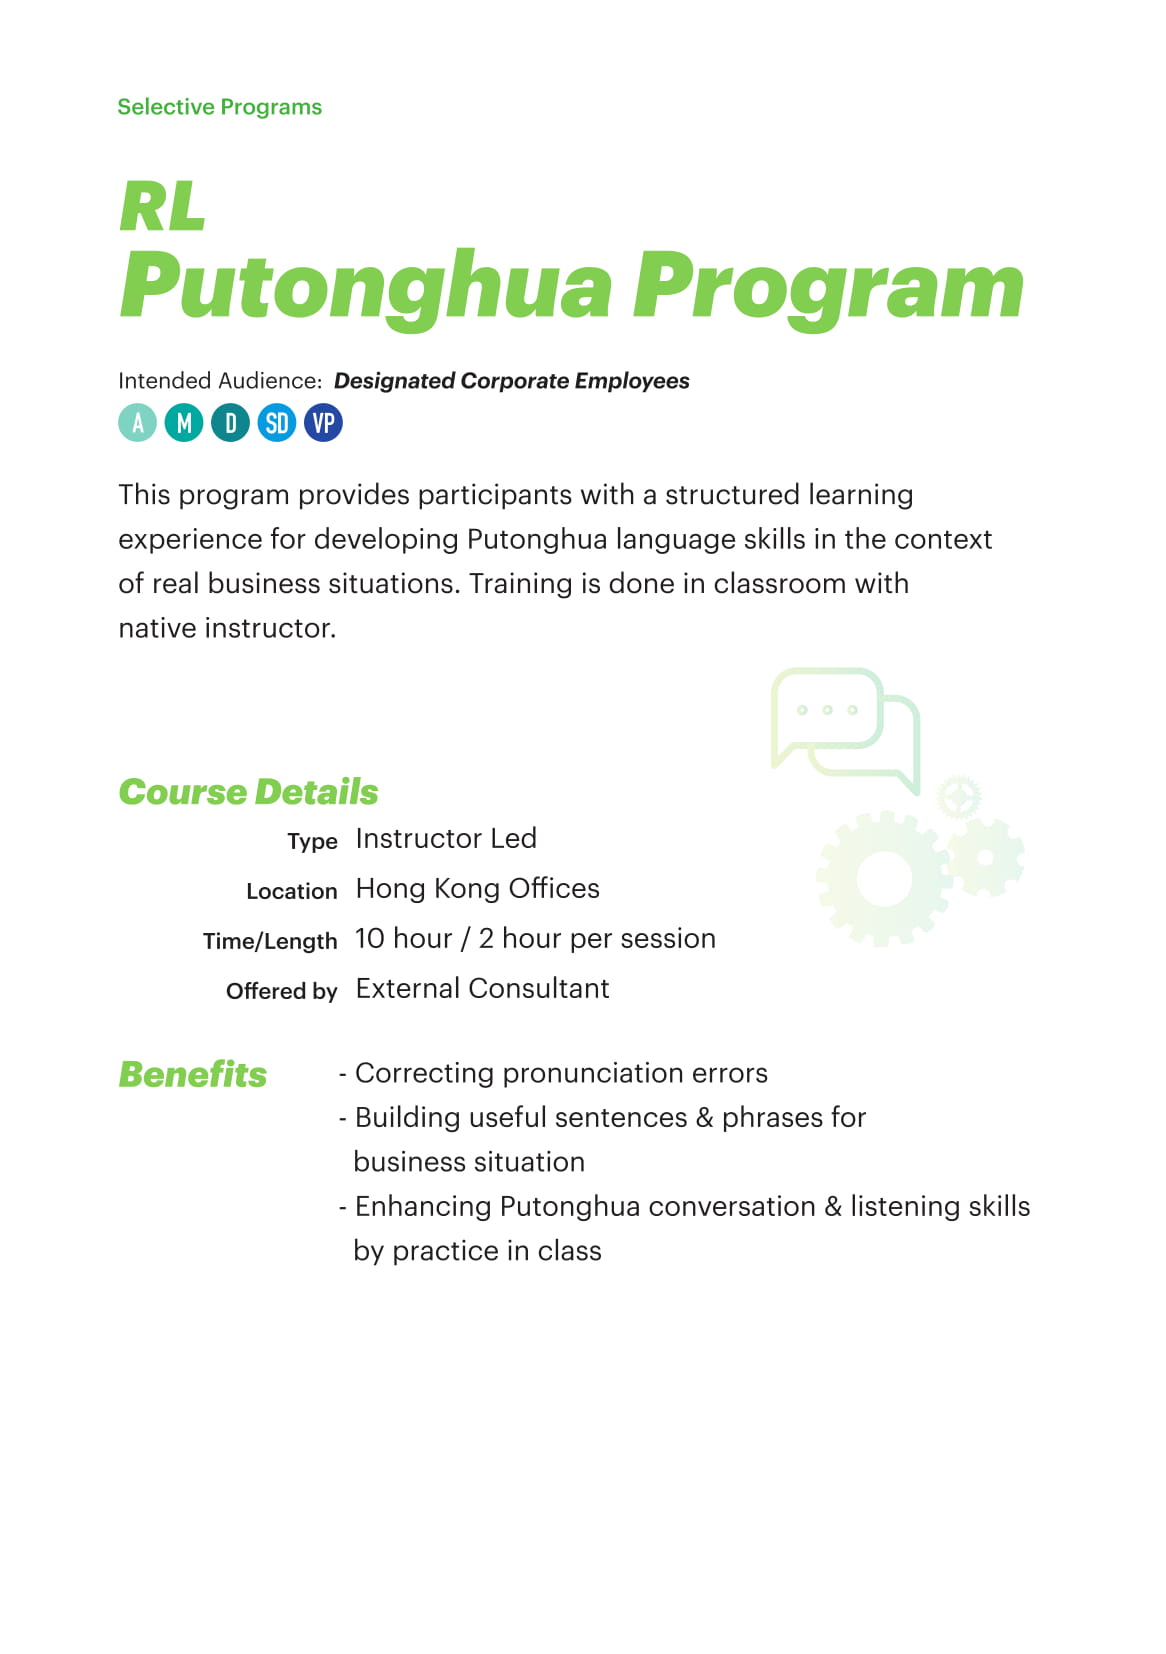 Selective Programs
RL
Putonghua Program
Intended Audience: Designated Corporate Employees
A M D SD VP
This program provides participants with a structured learning
experience for developing Putonghua language skills in the context
of real business situations. Training is done in classroom with
native instructor.
Course Details
Type Instructor Led
Location Hong Kong Offices
Time/Length 10 hour / 2 hour per session
Offered by External Consultant
Benefits - Correcting pronunciation errors
- Building useful sentences & phrases for
business situation
- Enhancing Putonghua conversation & listening skills
by practice in class